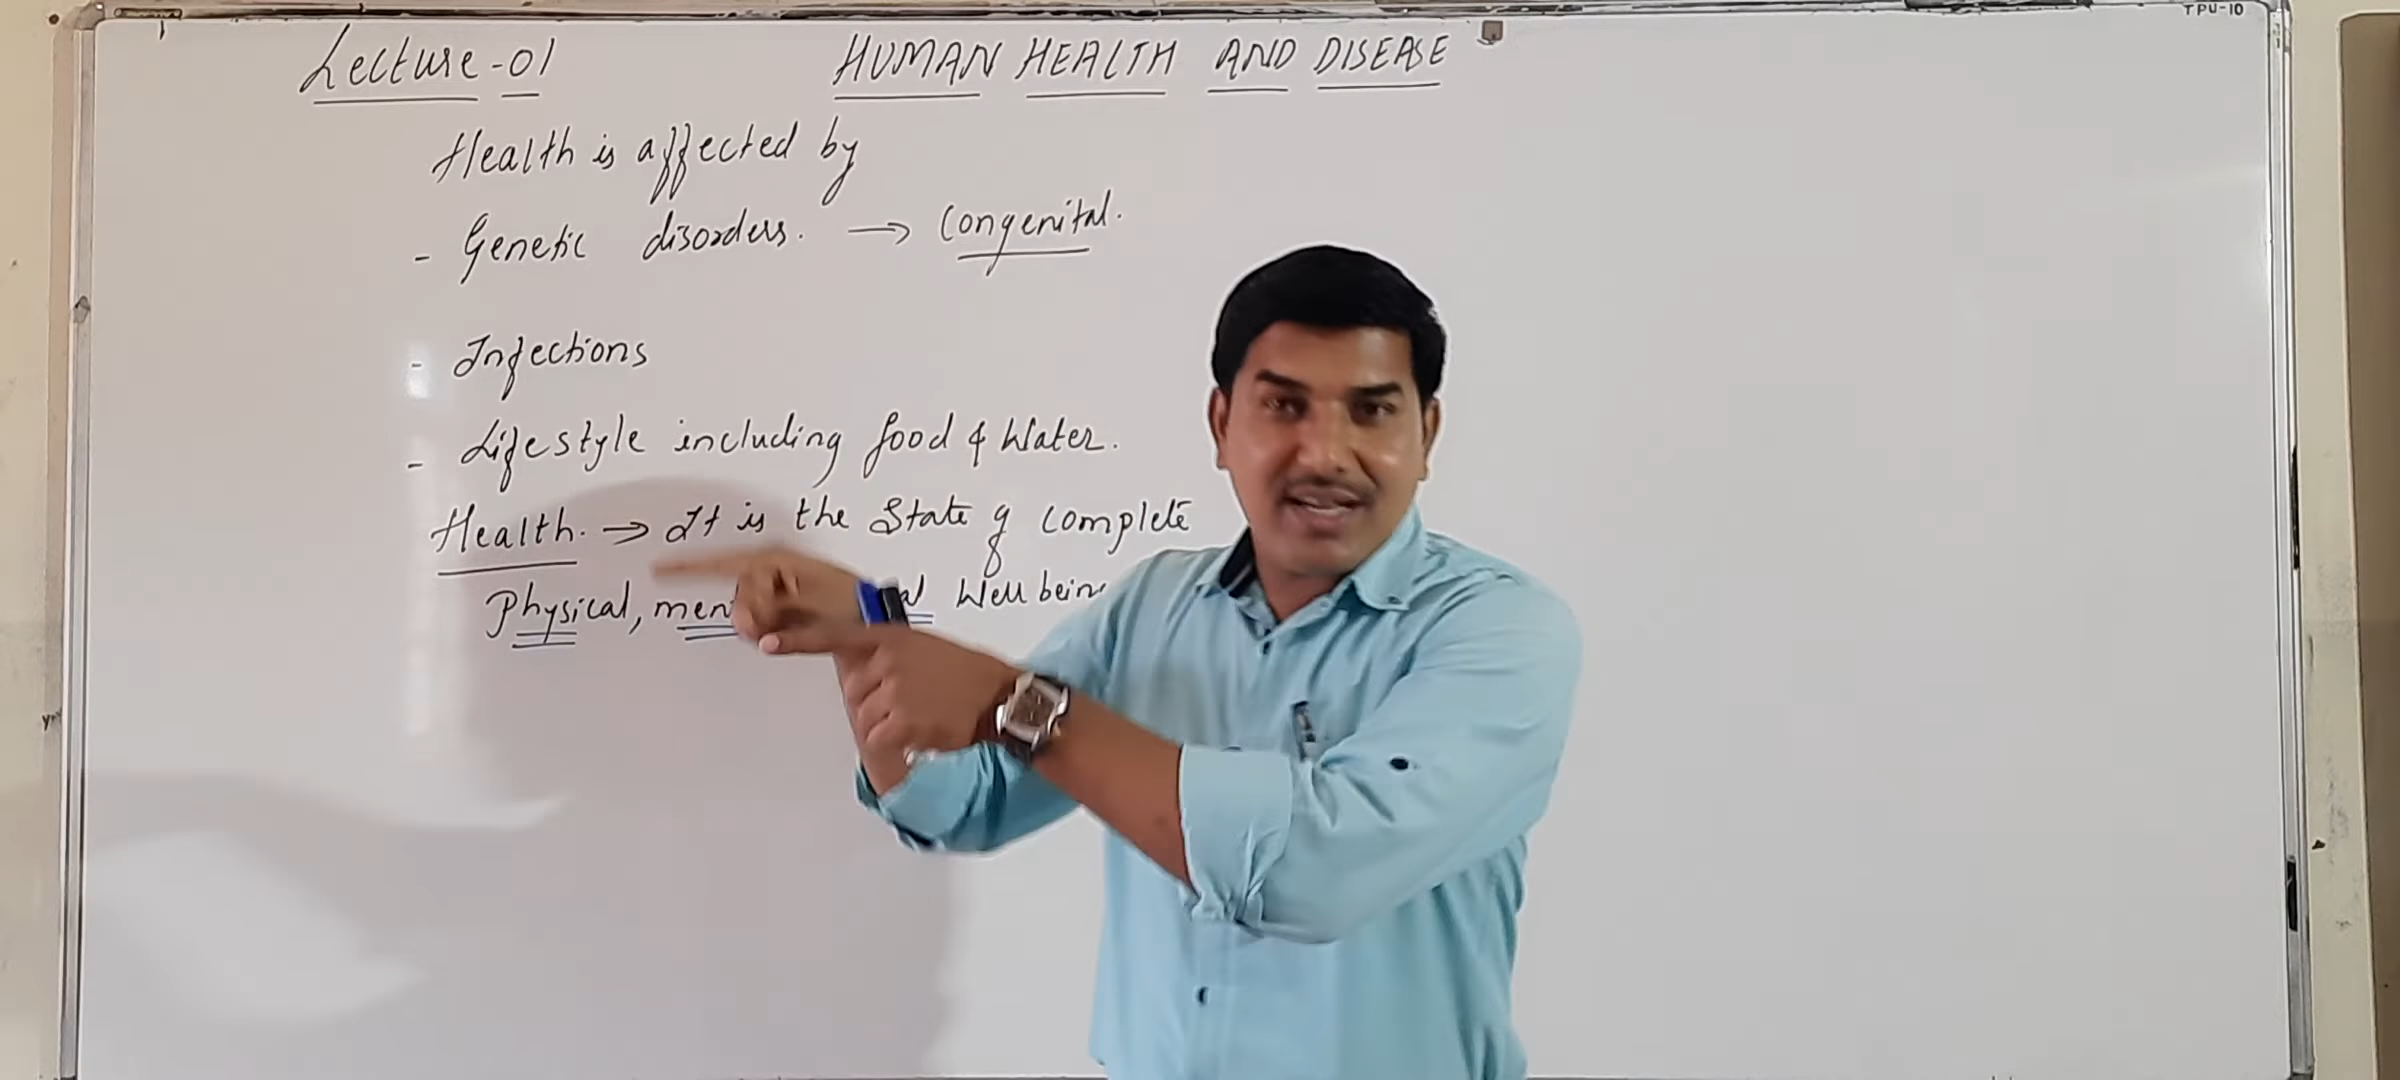 TPU-10
Lecture-01 HUMAN HEALTH AND DISEASE
Health is affected by
- Genetic disorders. → Congenital.
- Infections
- Lifestyle including food & Water.
Health. → It is the State of Complete
Physical, Well